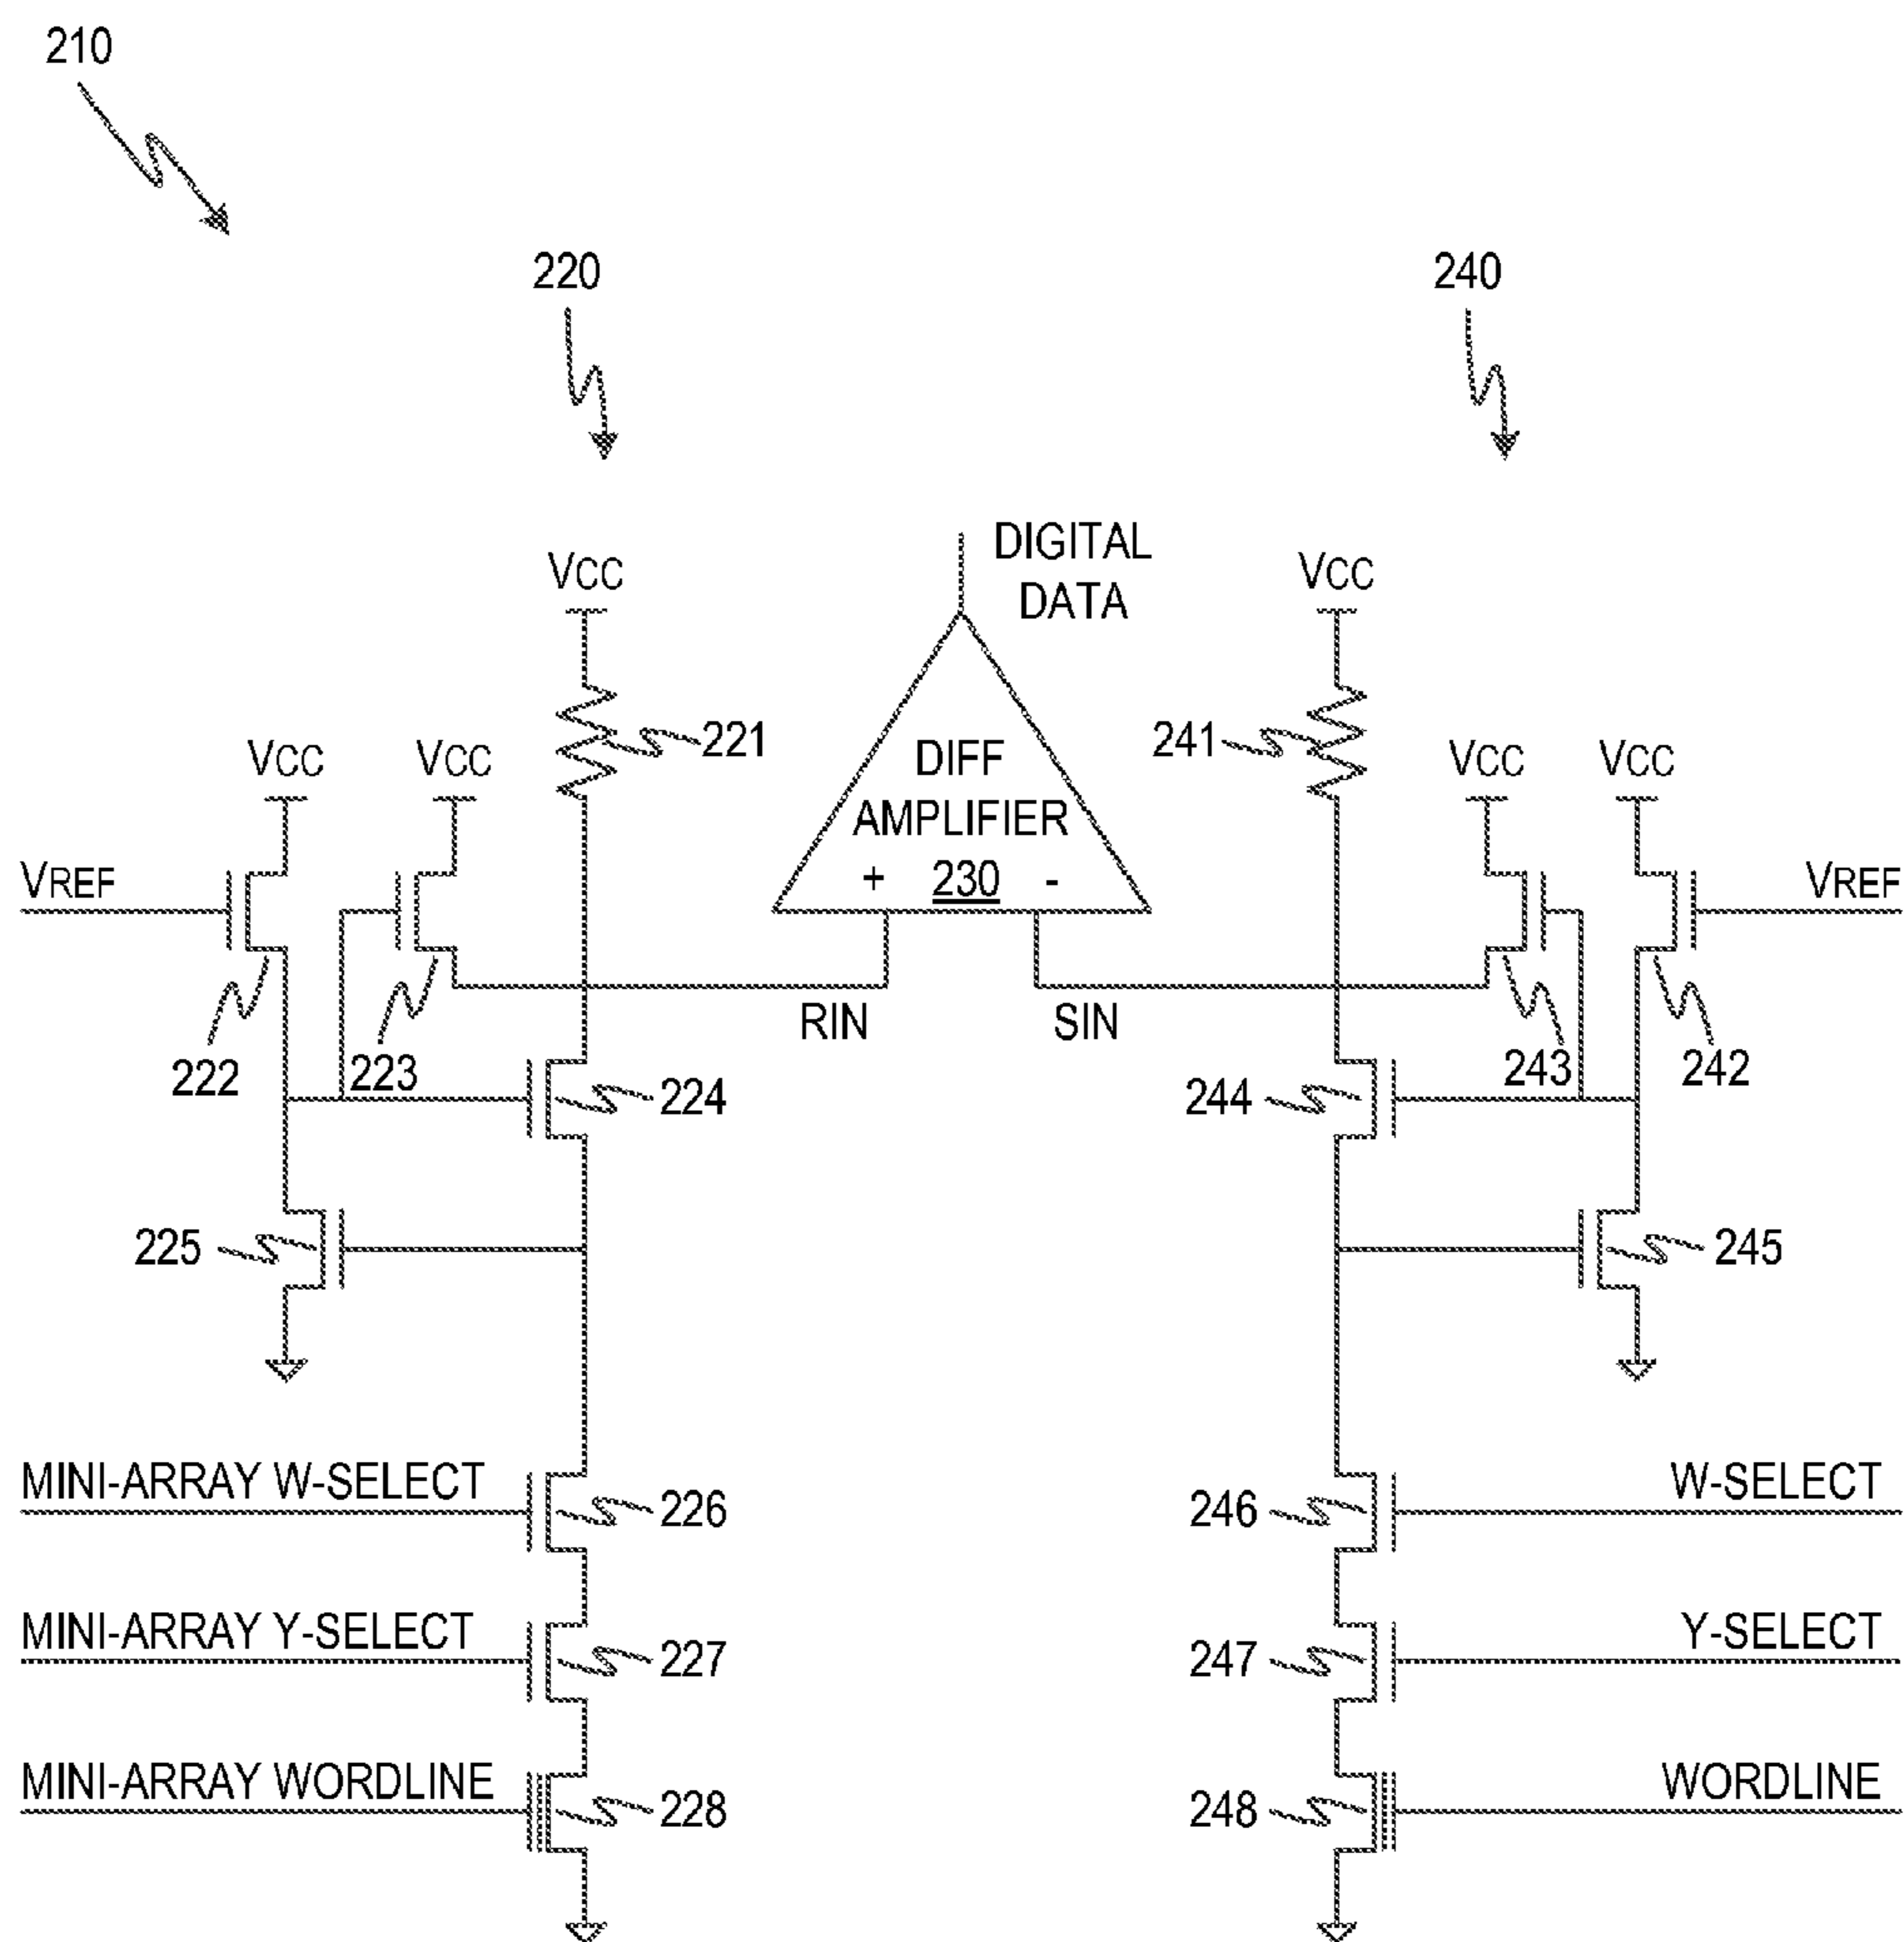 210
220
240
DIGITAL
DATA
VCC
VCC
221
241
DIFF
AMPLIFIER
+ 230 -
VCC
VCC
VCC
VCC
VREF
VREF
RIN
SIN
222
223
224
244
243
242
225
245
MINI-ARRAY W-SELECT
226
246
W-SELECT
MINI-ARRAY Y-SELECT
227
247
Y-SELECT
MINI-ARRAY WORDLINE
228
248
WORDLINE